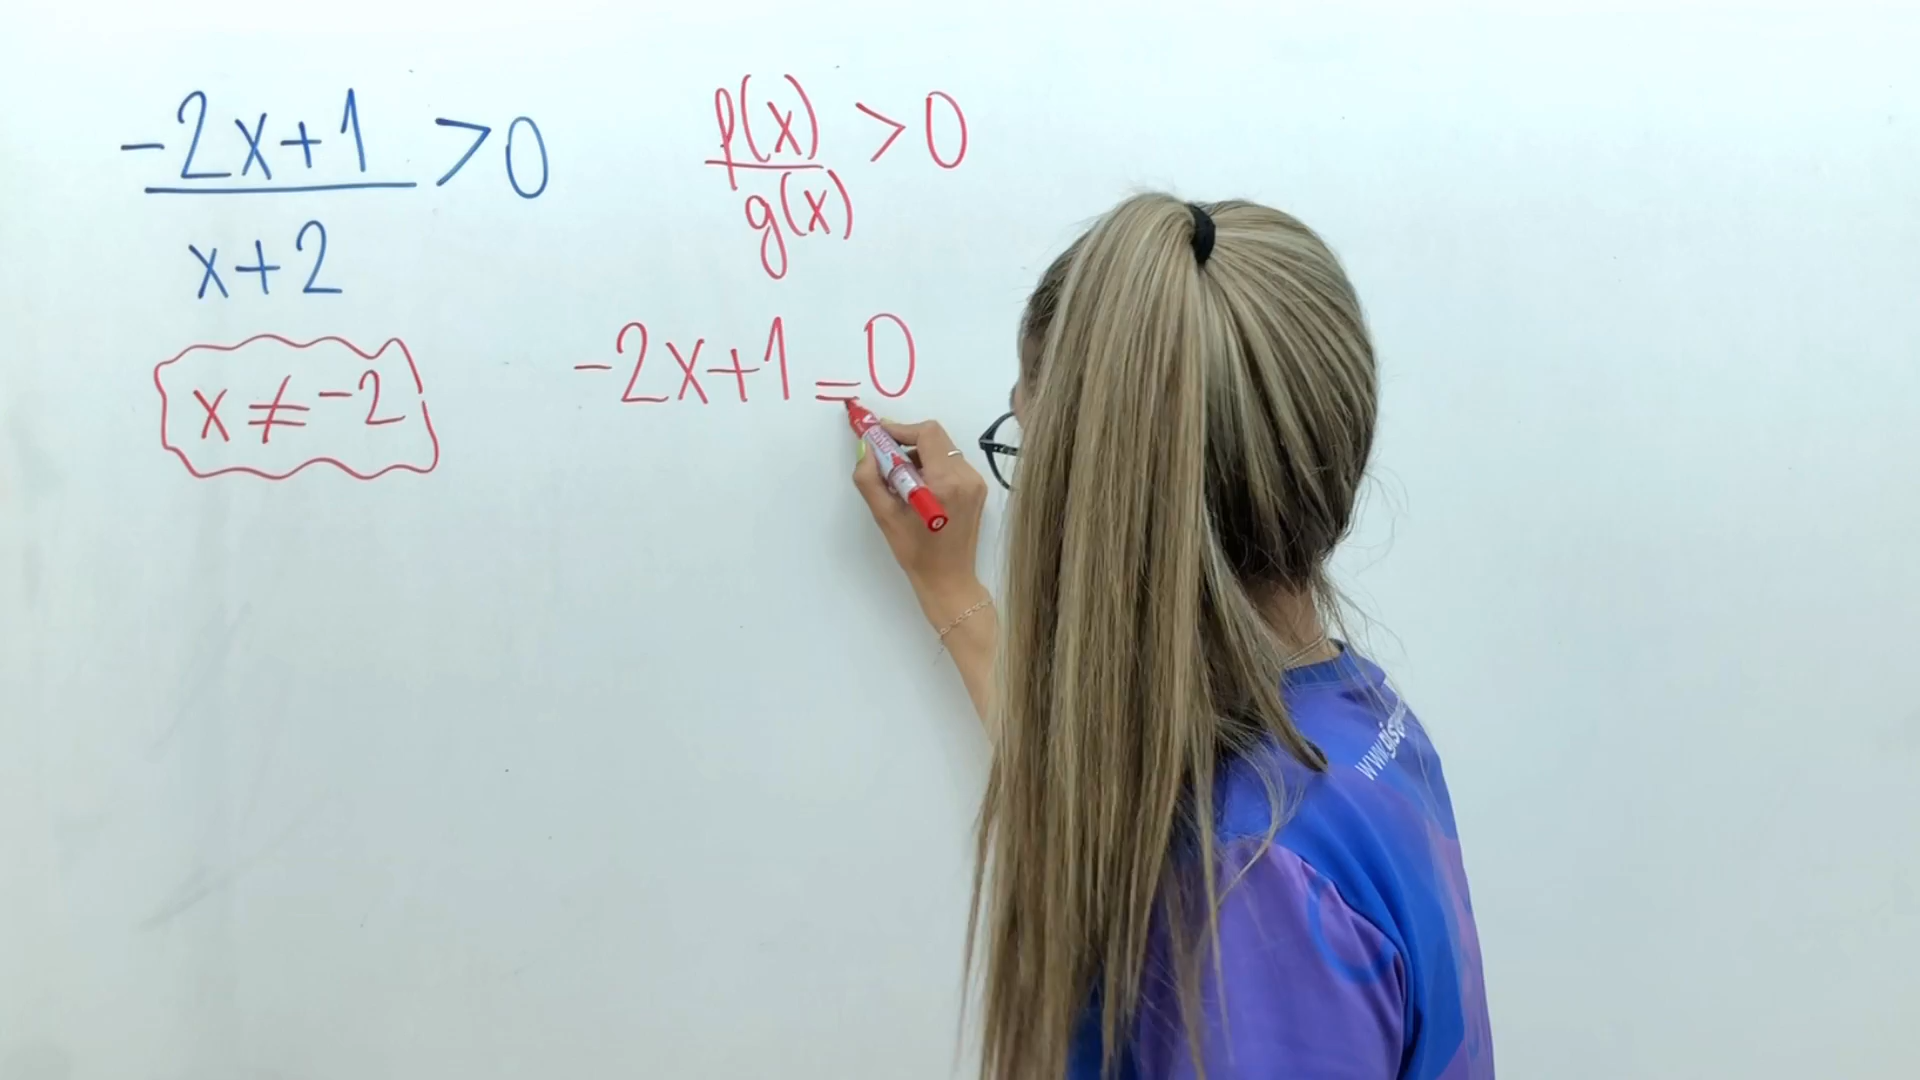 -2x+1 > 0
x+2
x ≠ -2
f(x) > 0
g(x)
-2x+1 = 0